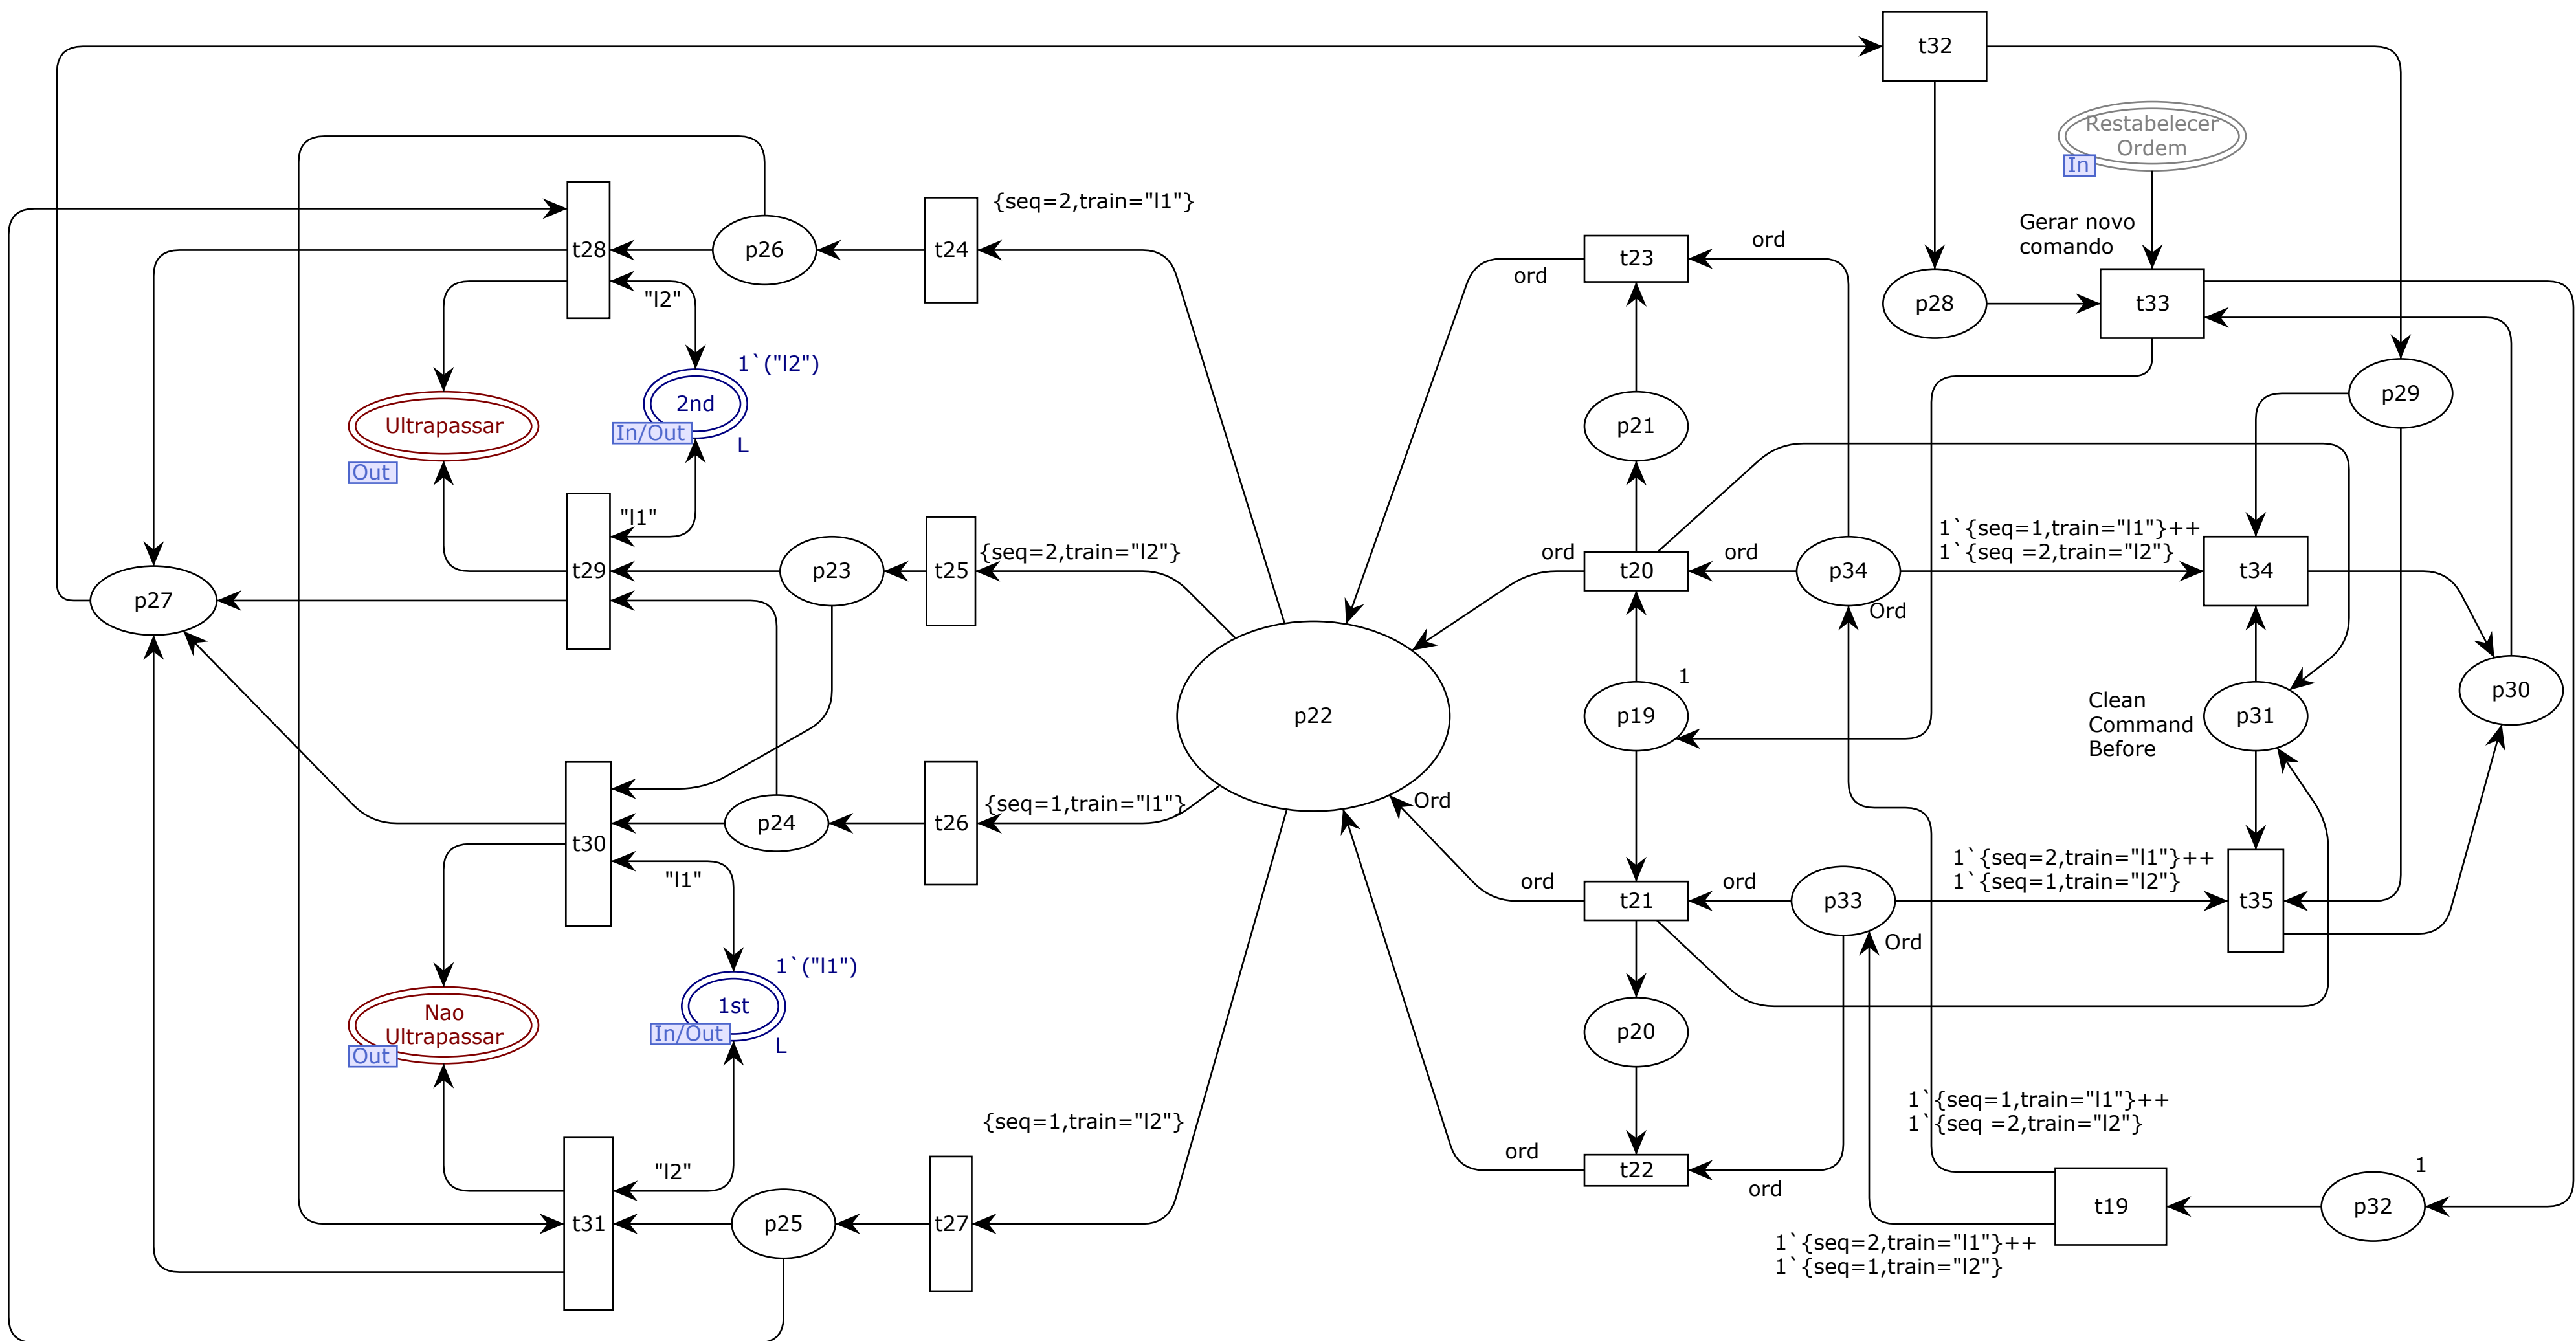 t32
Restabelecer
Ordem
In
Gerar novo
comando
{seq=2,train="l1"}
ord
t28
p26
t24
t23
ord
"l2"
p28
t33
1`("l2")
2nd
In/Out
L
Ultrapassar
Out
p21
p29
"l1"
1`{seq=1,train="l1"}++
1`{seq =2,train="l2"}
{seq=2,train="l2"}
ord
ord
t29
p23
t25
t20
p34
Ord
t34
p27
1
p22
p19
Clean
Command
Before
p31
p30
{seq=1,train="l1"}
Ord
t30
p24
t26
"l1"
1`{seq=2,train="l1"}++
1`{seq=1,train="l2"}
ord
ord
t21
p33
t35
Ord
1`("l1")
1st
In/Out
L
Nao
Ultrapassar
Out
p20
{seq=1,train="l2"}
1`{seq=1,train="l1"}++
1`{seq =2,train="l2"}
ord
t22
ord
"l2"
1
t31
p25
t27
t19
p32
1`{seq=2,train="l1"}++
1`{seq=1,train="l2"}